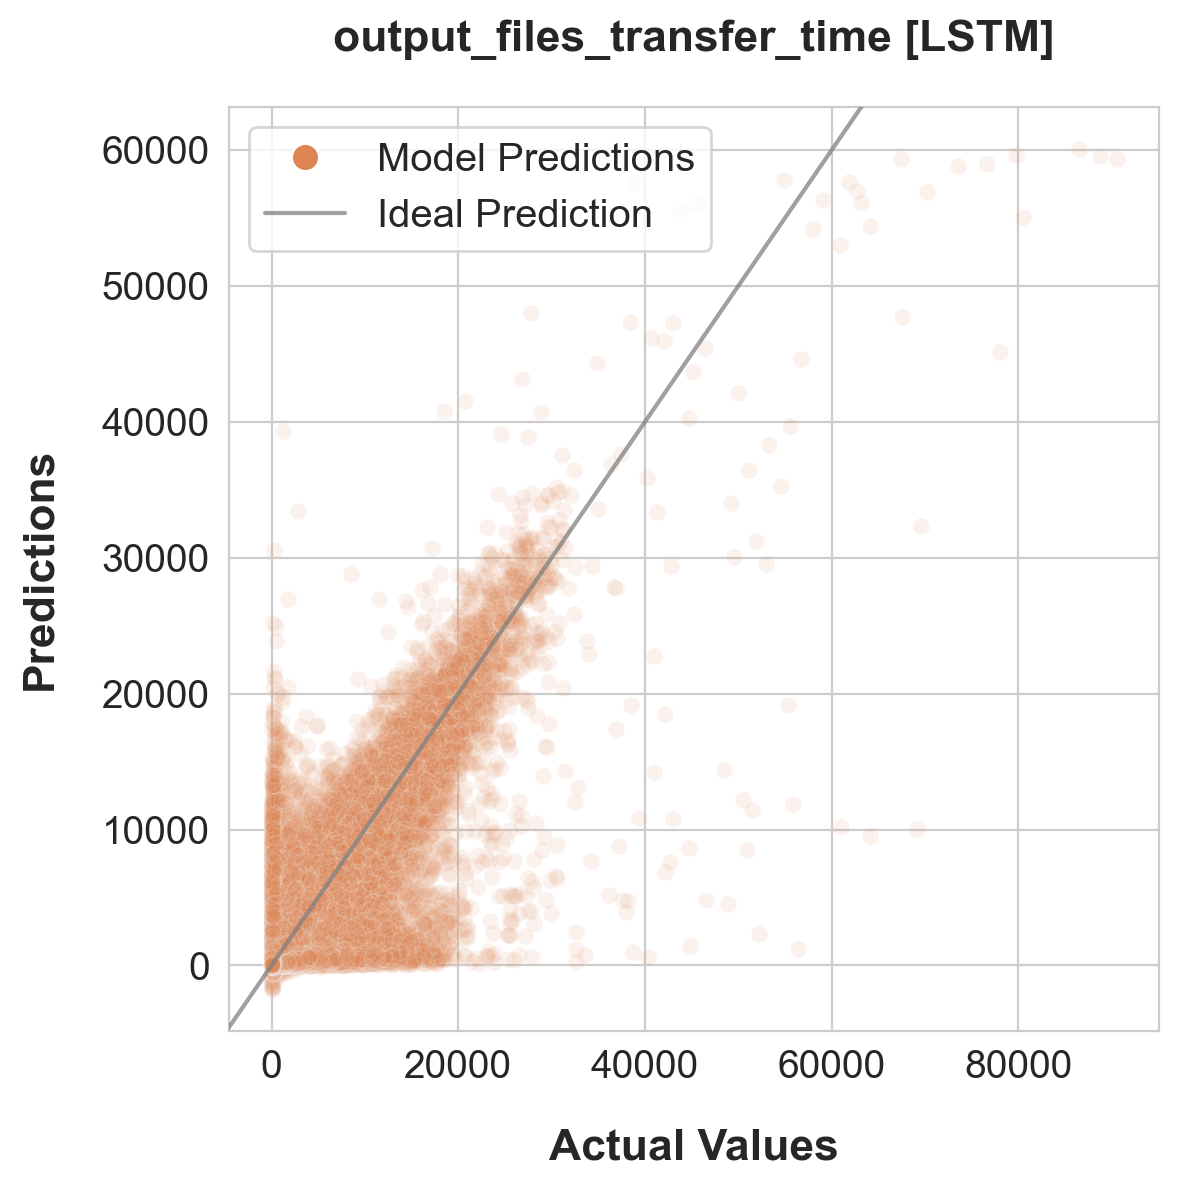 output_files_transfer_time [LSTM]
Model Predictions
Ideal Prediction
60000
50000
40000
30000
20000
10000
0
Predictions
0 20000 40000 60000 80000
Actual Values